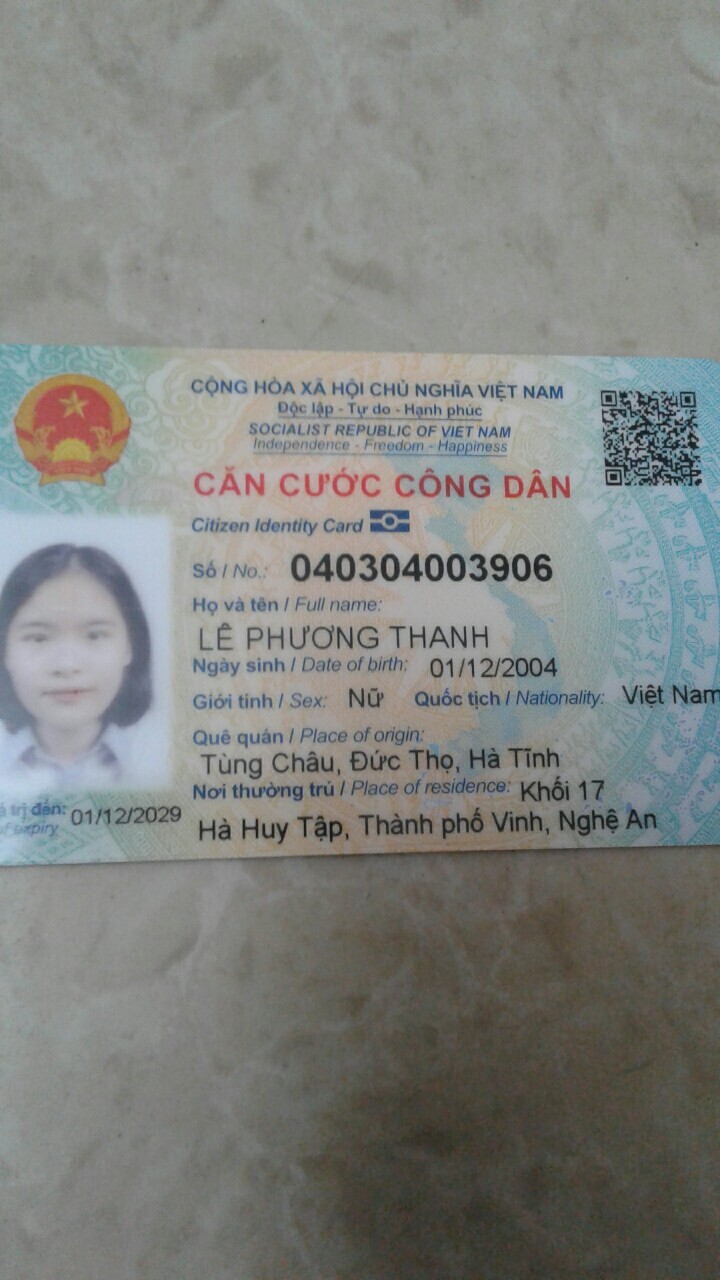 CỘNG HÒA XÃ HỘI CHỦ NGHĨA VIỆT NAM
Độc lập - Tự do - Hạnh phúc
SOCIALIST REPUBLIC OF VIET NAM
Independence - Freedom - Happiness
CĂN CƯỚC CÔNG DÂN
Citizen Identity Card
Số / No.: 040304003906
Họ và tên / Full name:
LÊ PHƯƠNG THANH
Ngày sinh / Date of birth: 01/12/2004
Giới tính / Sex: Nữ Quốc tịch / Nationality: Việt Nam
Quê quán / Place of origin:
Tùng Châu, Đức Thọ, Hà Tĩnh
Nơi thường trú / Place of residence: Khối 17
Hà Huy Tập, Thành phố Vinh, Nghệ An
trị đến: 01/12/2029
of expiry